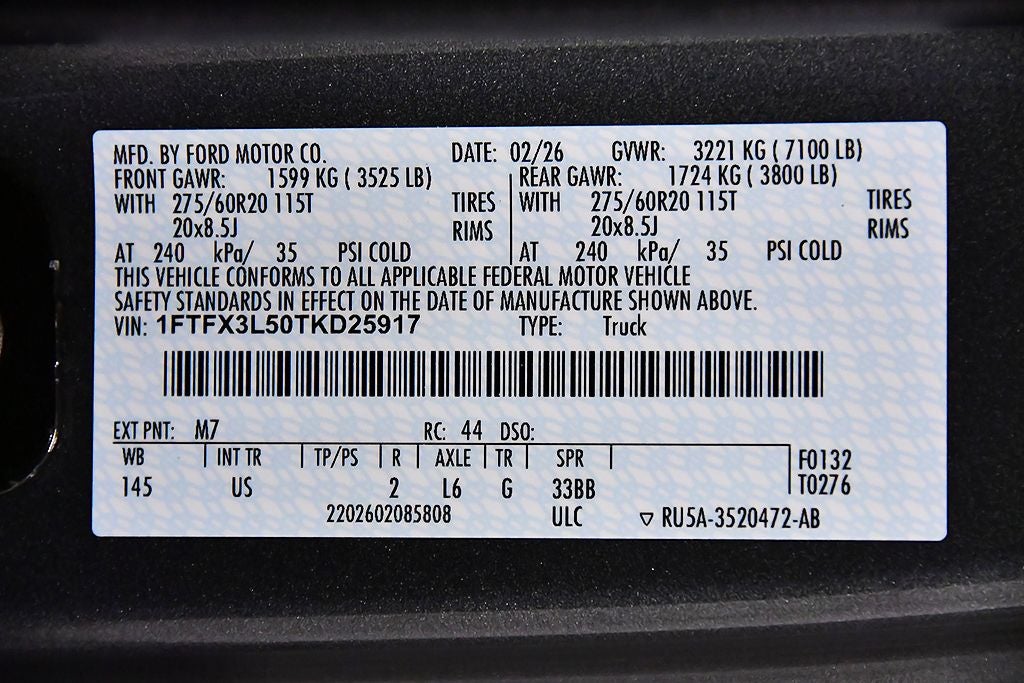 MFD. BY FORD MOTOR CO. DATE: 02/26 GVWR: 3221 KG ( 7100 LB)
FRONT GAWR: 1599 KG ( 3525 LB) REAR GAWR: 1724 KG ( 3800 LB)
WITH 275/60R20 115T TIRES WITH 275/60R20 115T TIRES
20x8.5J RIMS 20x8.5J RIMS
AT 240 kPa/ 35 PSI COLD AT 240 kPa/ 35 PSI COLD
THIS VEHICLE CONFORMS TO ALL APPLICABLE FEDERAL MOTOR VEHICLE
SAFETY STANDARDS IN EFFECT ON THE DATE OF MANUFACTURE SHOWN ABOVE.
VIN: 1FTFX3L50TKD25917 TYPE: Truck
EXT PNT: M7 RC: 44 DSO:
WB INT TR TP/PS R AXLE TR SPR F0132
145 US 2 L6 G 33BB T0276
2202602085808 ULC ▽ RU5A-3520472-AB